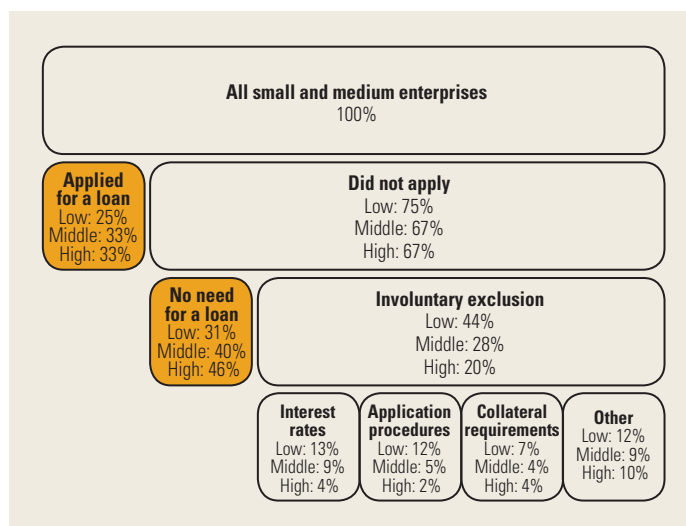 All small and medium enterprises
100%
Applied
for a loan
Low: 25%
Middle: 33%
High: 33%
Did not apply
Low: 75%
Middle: 67%
High: 67%
No need
for a loan
Low: 31%
Middle: 40%
High: 46%
Involuntary exclusion
Low: 44%
Middle: 28%
High: 20%
Interest
rates
Low: 13%
Middle: 9%
High: 4%
Application
procedures
Low: 12%
Middle: 5%
High: 2%
Collateral
requirements
Low: 7%
Middle: 4%
High: 4%
Other
Low: 12%
Middle: 9%
High: 10%